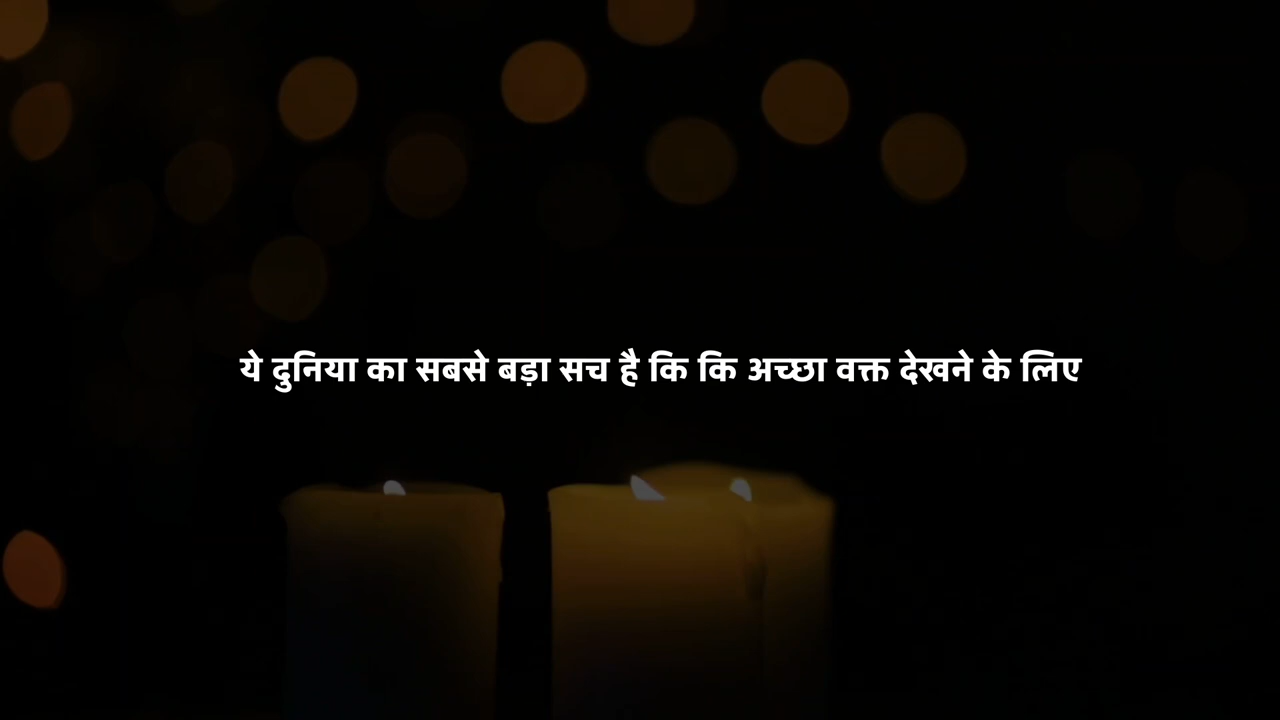 ये दुनिया का सबसे बड़ा सच है कि कि अच्छा वक्त देखने के लिए